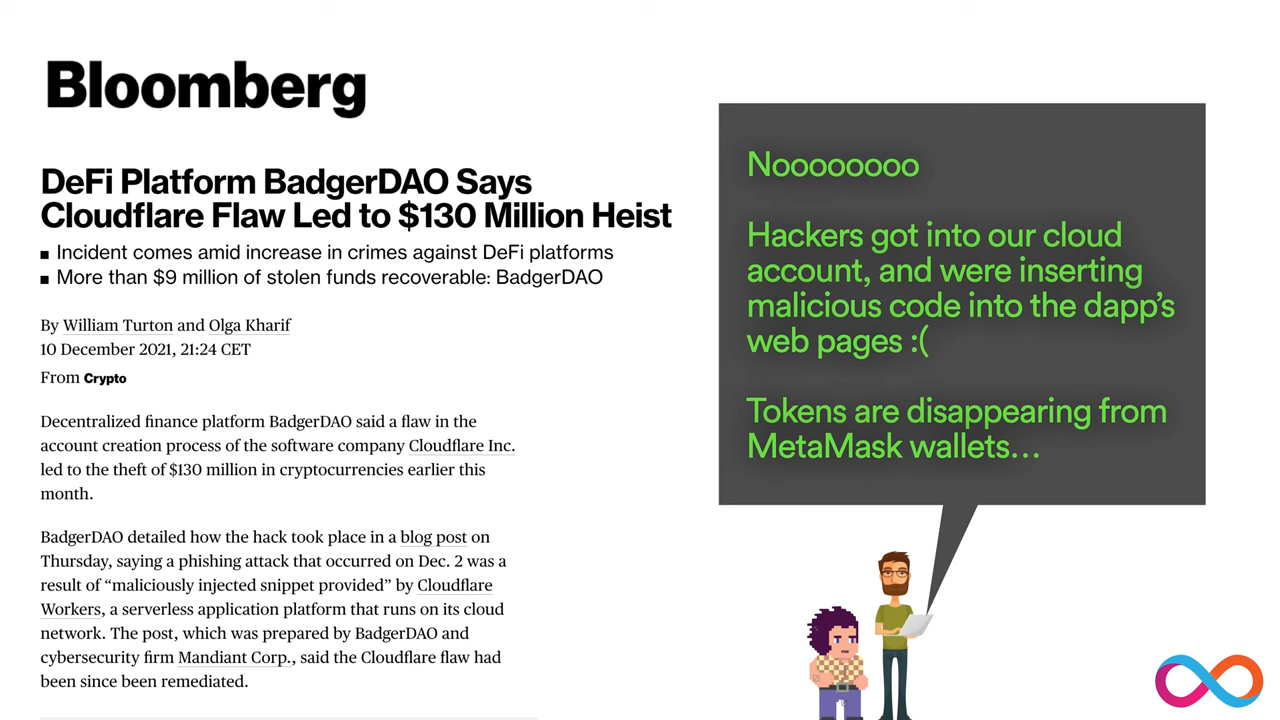 Bloomberg
DeFi Platform BadgerDAO Says
Cloudflare Flaw Led to $130 Million Heist
Incident comes amid increase in crimes against DeFi platforms
More than $9 million of stolen funds recoverable: BadgerDAO
By William Turton and Olga Kharif
10 December 2021, 21:24 CET
From Crypto
Decentralized finance platform BadgerDAO said a flaw in the
account creation process of the software company Cloudflare Inc.
led to the theft of $130 million in cryptocurrencies earlier this
month.
BadgerDAO detailed how the hack took place in a blog post on
Thursday, saying a phishing attack that occurred on Dec. 2 was a
result of “maliciously injected snippet provided” by Cloudflare
Workers, a serverless application platform that runs on its cloud
network. The post, which was prepared by BadgerDAO and
cybersecurity firm Mandiant Corp., said the Cloudflare flaw had
been since been remediated.
Noooooooo
Hackers got into our cloud
account, and were inserting
malicious code into the dapp’s
web pages :(
Tokens are disappearing from
MetaMask wallets…